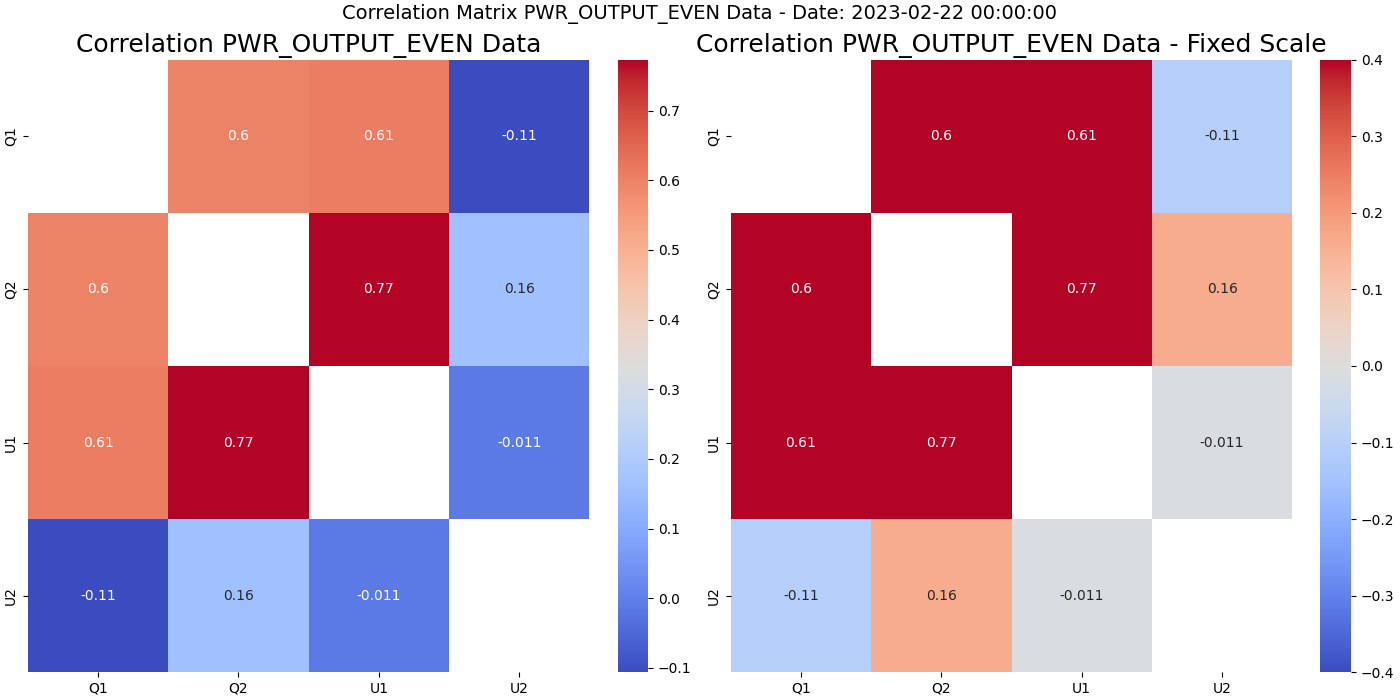 Correlation Matrix PWR_OUTPUT_EVEN Data - Date: 2023-02-22 00:00:00
Correlation PWR_OUTPUT_EVEN Data
Q1
0.6
0.61
-0.11
Q2
0.6
0.77
0.16
U1
0.61
0.77
-0.011
U2
-0.11
0.16
-0.011
Q1
Q2
U1
U2
0.7
0.6
0.5
0.4
0.3
0.2
0.1
0.0
−0.1
Correlation PWR_OUTPUT_EVEN Data - Fixed Scale
Q1
0.6
0.61
-0.11
Q2
0.6
0.77
0.16
U1
0.61
0.77
-0.011
U2
-0.11
0.16
-0.011
Q1
Q2
U1
U2
0.4
0.3
0.2
0.1
0.0
−0.1
−0.2
−0.3
−0.4